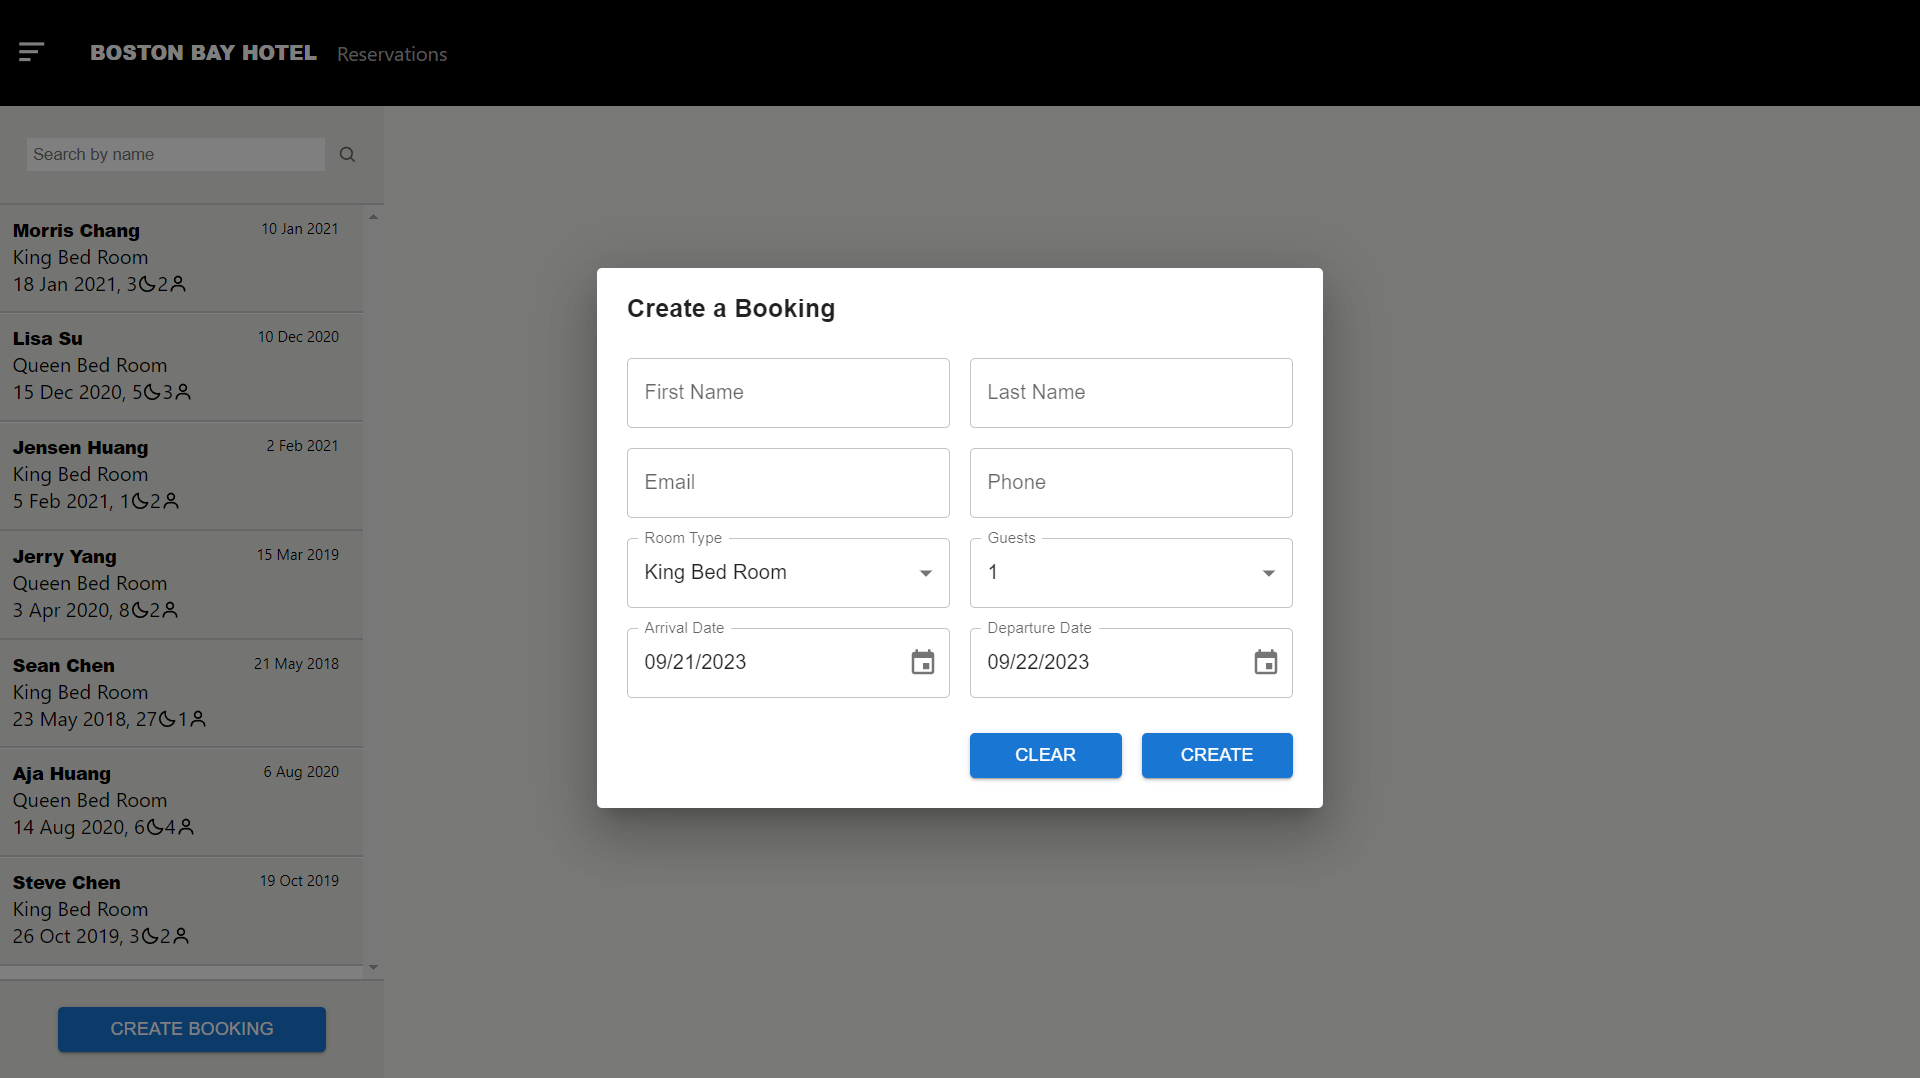 BOSTON BAY HOTEL Reservations
Search by name
Morris Chang 10 Jan 2021
King Bed Room
18 Jan 2021, 3 2
Lisa Su 10 Dec 2020
Queen Bed Room
15 Dec 2020, 5 3
Jensen Huang 2 Feb 2021
King Bed Room
5 Feb 2021, 1 2
Jerry Yang 15 Mar 2019
Queen Bed Room
3 Apr 2020, 8 2
Sean Chen 21 May 2018
King Bed Room
23 May 2018, 27 1
Aja Huang 6 Aug 2020
Queen Bed Room
14 Aug 2020, 6 4
Steve Chen 19 Oct 2019
King Bed Room
26 Oct 2019, 3 2
CREATE BOOKING
Create a Booking
First Name Last Name
Email Phone
Room Type Guests
King Bed Room 1
Arrival Date Departure Date
09/21/2023 09/22/2023
CLEAR CREATE